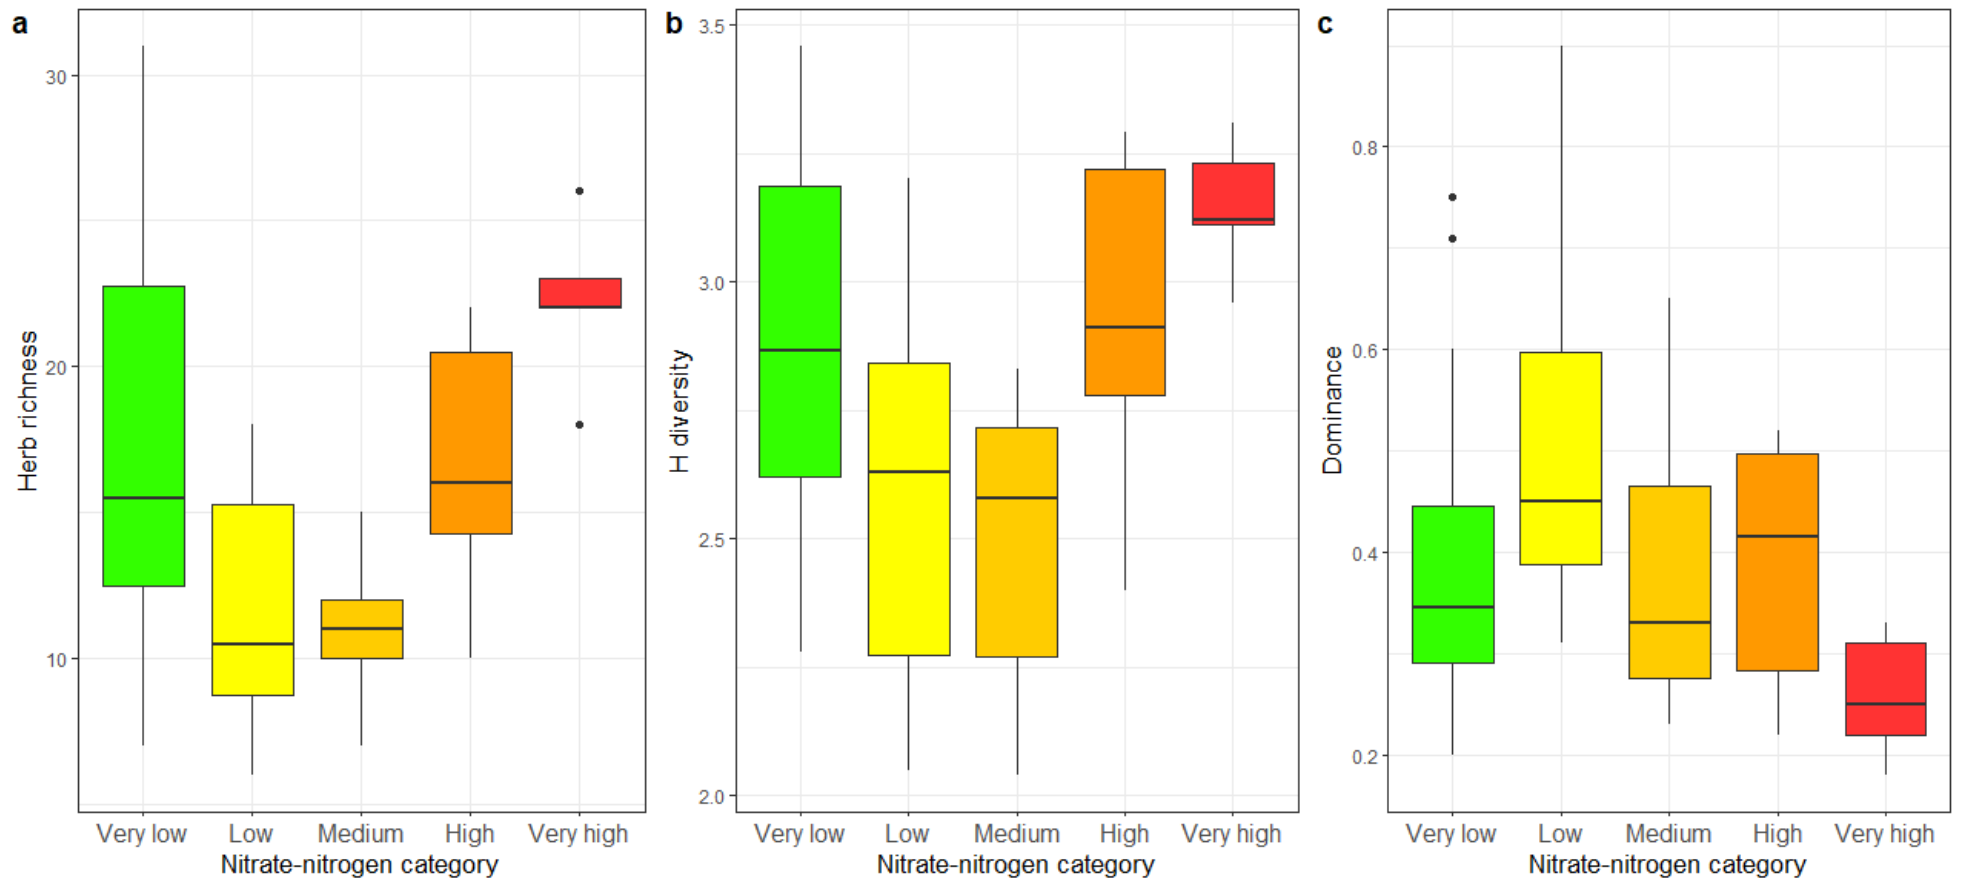 a
Herb richness
30
20
10
Very low Low Medium High Very high
Nitrate-nitrogen category
b
H diversity
3.5
3.0
2.5
2.0
Very low Low Medium High Very high
Nitrate-nitrogen category
c
Dominance
0.8
0.6
0.4
0.2
Very low Low Medium High Very high
Nitrate-nitrogen category